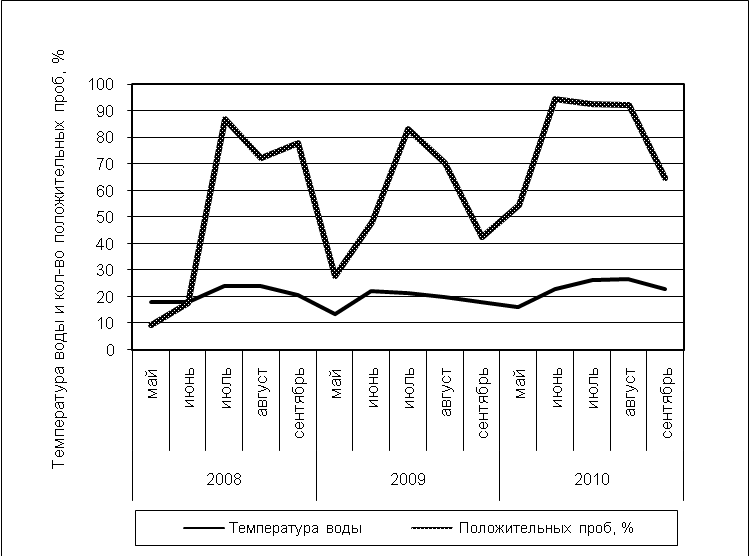 Температура воды и кол-во положительных проб, %
100
90
80
70
60
50
40
30
20
10
0
май июнь июль август сентябрь май июнь июль август сентябрь май июнь июль август сентябрь
2008 2009 2010
Температура воды Положительных проб, %